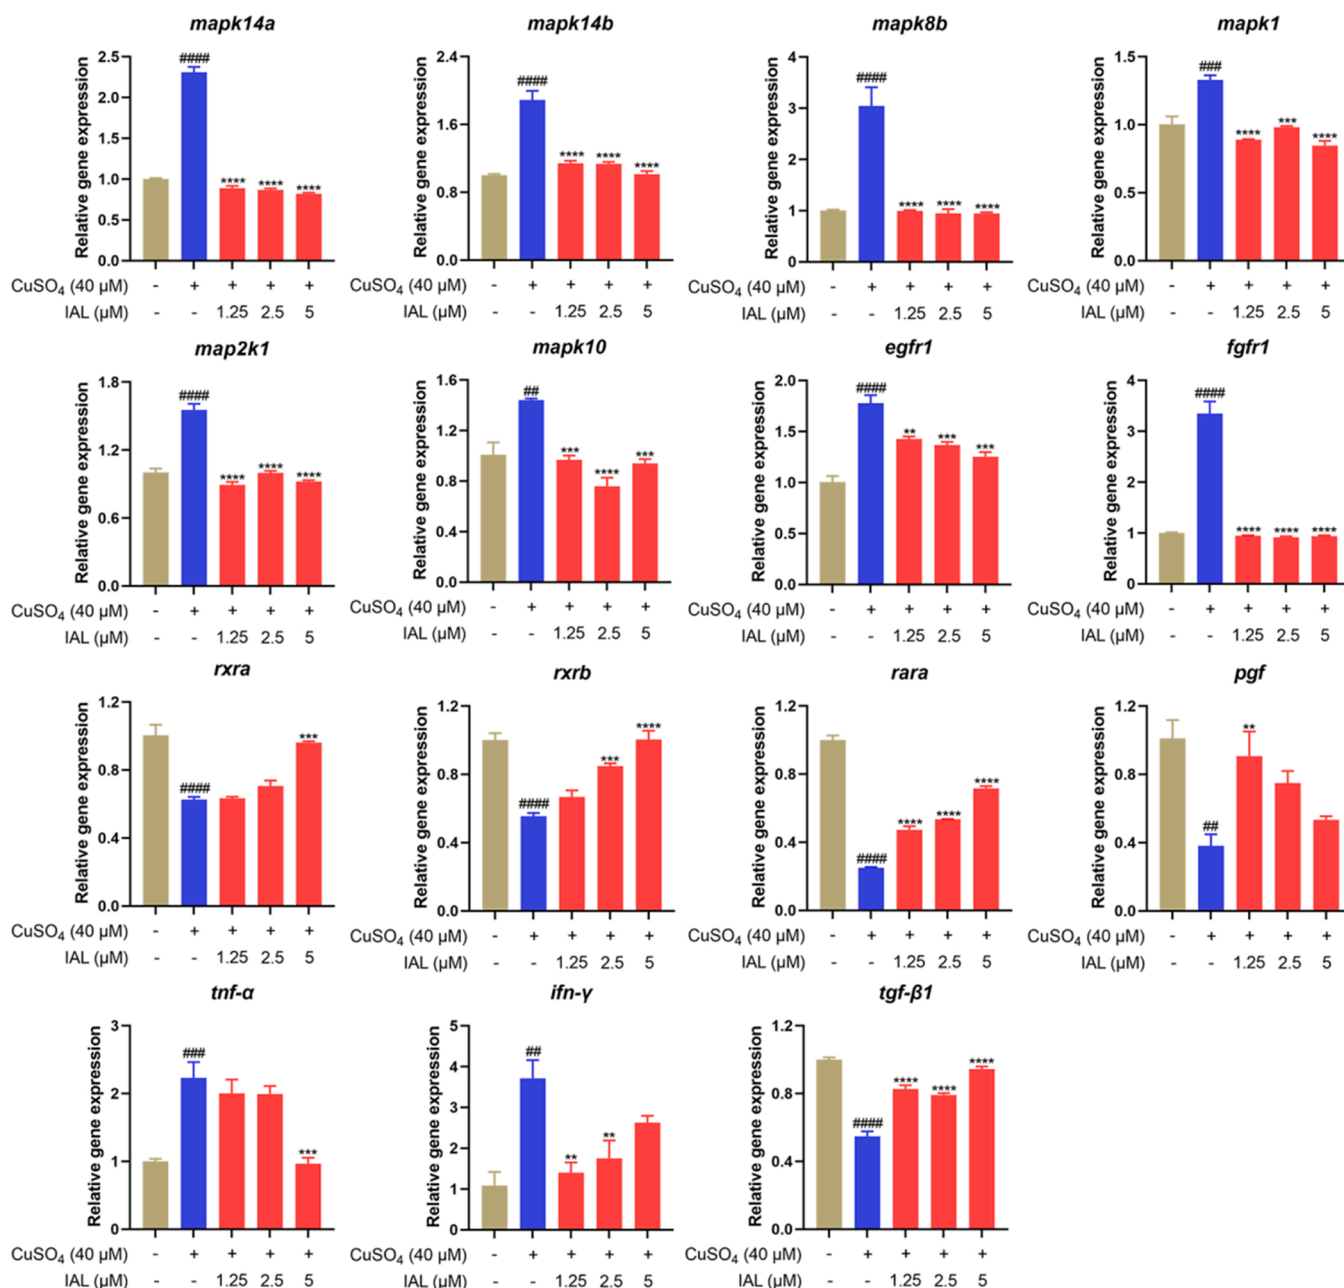 mapk14a
mapk14b
mapk8b
mapk1
Relative gene expression
2.5
2.0
1.5
1.0
0.5
0.0
####
****
****
****
CuSO4 (40 µM) - + + + +
IAL (µM) - - 1.25 2.5 5
Relative gene expression
2.4
1.6
0.8
0.0
####
****
****
****
CuSO4 (40 µM) - + + + +
IAL (µM) - - 1.25 2.5 5
Relative gene expression
4
3
2
1
0
####
****
****
****
CuSO4 (40 µM) - + + + +
IAL (µM) - - 1.25 2.5 5
Relative gene expression
1.5
1.0
0.5
0.0
###
****
***
****
CuSO4 (40 µM) - + + + +
IAL (µM) - - 1.25 2.5 5
map2k1
mapk10
egfr1
fgfr1
Relative gene expression
1.8
1.2
0.6
0.0
####
****
****
****
CuSO4 (40 µM) - + + + +
IAL (µM) - - 1.25 2.5 5
Relative gene expression
1.6
1.2
0.8
0.4
0.0
##
***
****
***
CuSO4 (40 µM) - + + + +
IAL (µM) - - 1.25 2.5 5
Relative gene expression
2.0
1.5
1.0
0.5
0.0
####
**
***
***
CuSO4 (40 µM) - + + + +
IAL (µM) - - 1.25 2.5 5
Relative gene expression
4
3
2
1
0
####
****
****
****
CuSO4 (40 µM) - + + + +
IAL (µM) - - 1.25 2.5 5
rxra
rxrb
rara
pgf
Relative gene expression
1.2
0.8
0.4
0.0
####
***
CuSO4 (40 µM) - + + + +
IAL (µM) - - 1.25 2.5 5
Relative gene expression
1.2
0.8
0.4
0.0
####
***
****
CuSO4 (40 µM) - + + + +
IAL (µM) - - 1.25 2.5 5
Relative gene expression
1.2
0.8
0.4
0.0
####
****
****
****
CuSO4 (40 µM) - + + + +
IAL (µM) - - 1.25 2.5 5
Relative gene expression
1.2
0.8
0.4
0.0
##
**
CuSO4 (40 µM) - + + + +
IAL (µM) - - 1.25 2.5 5
tnf-α
ifn-γ
tgf-β1
Relative gene expression
3
2
1
0
###
***
CuSO4 (40 µM) - + + + +
IAL (µM) - - 1.25 2.5 5
Relative gene expression
5
4
3
2
1
0
##
**
**
CuSO4 (40 µM) - + + + +
IAL (µM) - - 1.25 2.5 5
Relative gene expression
1.2
0.8
0.4
0.0
####
****
****
****
CuSO4 (40 µM) - + + + +
IAL (µM) - - 1.25 2.5 5